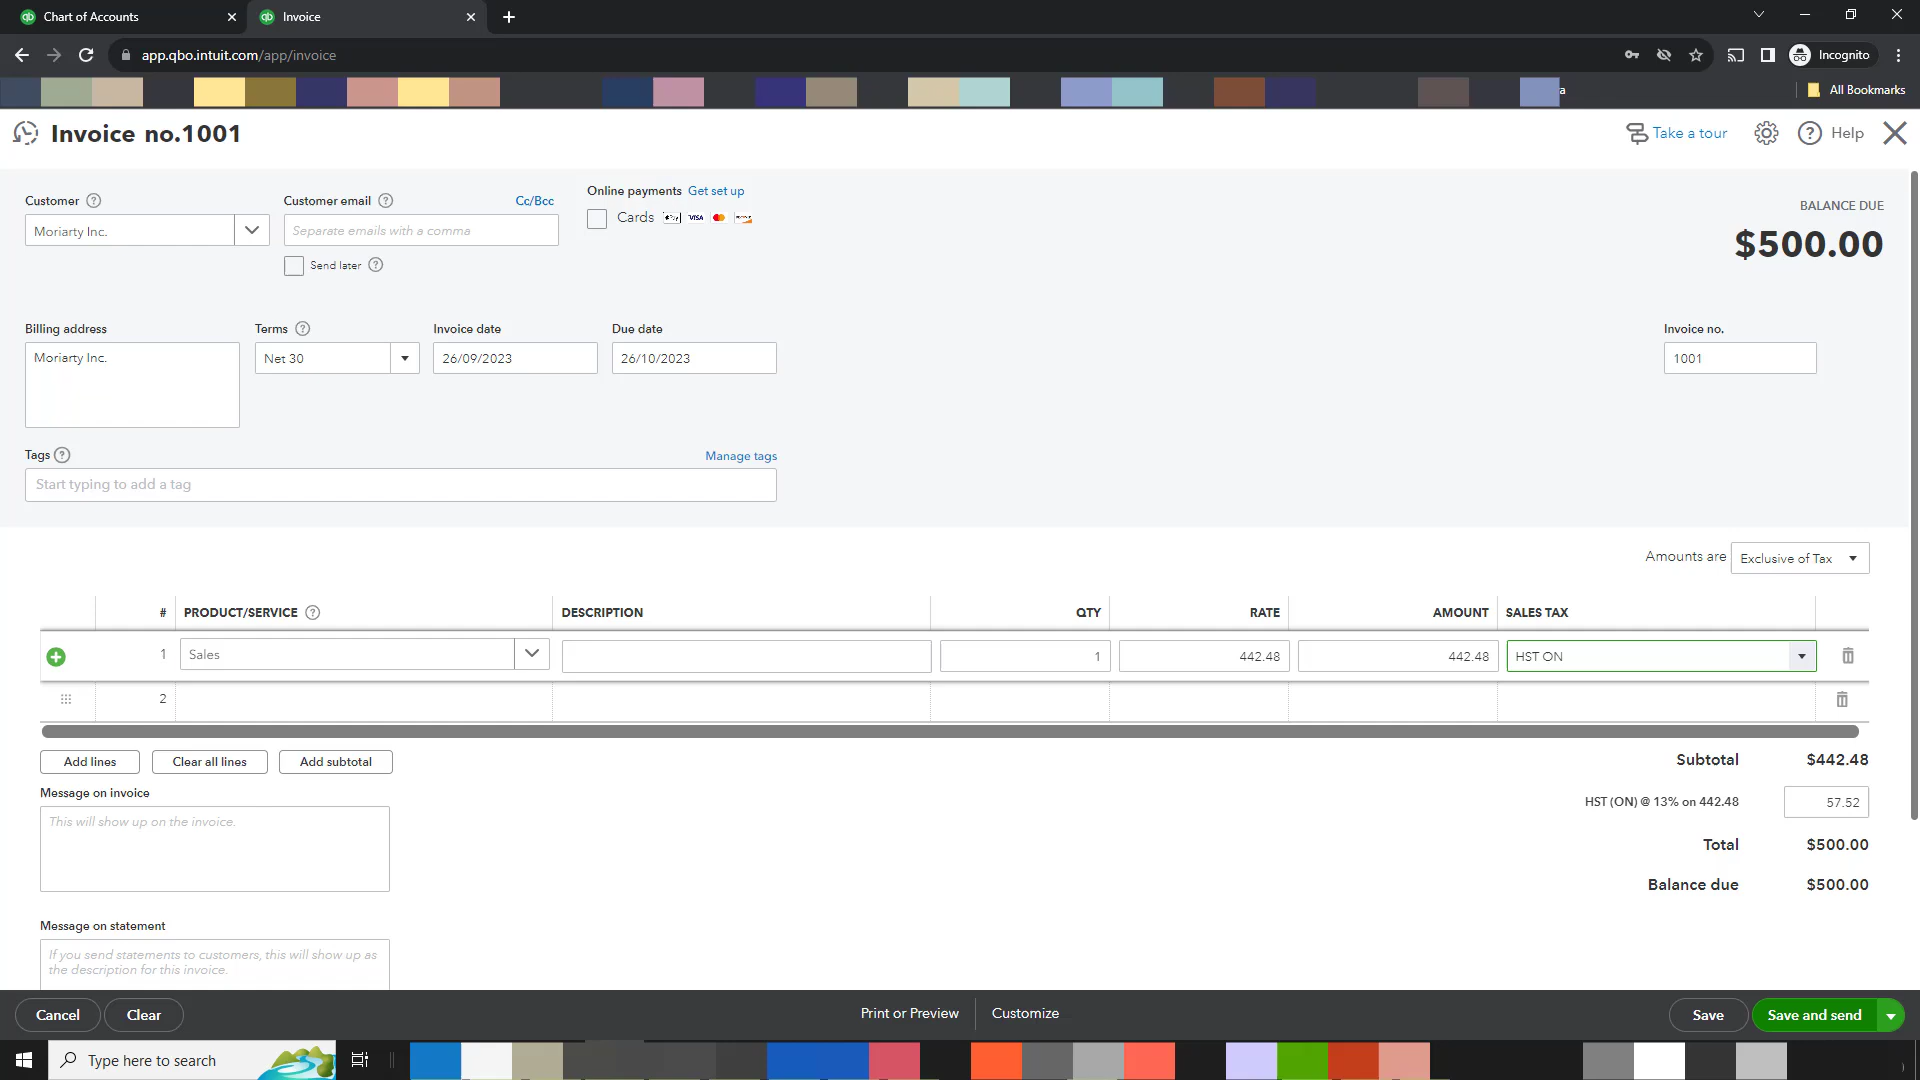 Chart of Accounts
Invoice
app.qbo.intuit.com/app/invoice
Incognito
a
All Bookmarks
Invoice no.1001
Take a tour
Help
Customer
Customer email
Cc/Bcc
Online payments Get set up
Cards
VISA
BALANCE DUE
$500.00
Moriarty Inc.
Separate emails with a comma
Send later
Billing address
Terms
Invoice date
Due date
Invoice no.
Moriarty Inc.
Net 30
26/09/2023
26/10/2023
1001
Tags
Manage tags
Start typing to add a tag
Amounts are Exclusive of Tax
# PRODUCT/SERVICE DESCRIPTION QTY RATE AMOUNT SALES TAX
1 Sales 1 442.48 442.48 HST ON
2
Add lines
Clear all lines
Add subtotal
Subtotal $442.48
Message on invoice
This will show up on the invoice.
HST (ON) @ 13% on 442.48 57.52
Total $500.00
Balance due $500.00
Message on statement
If you send statements to customers, this will show up as
the description for this invoice.
Cancel
Clear
Print or Preview
Customize
Save
Save and send
Type here to search